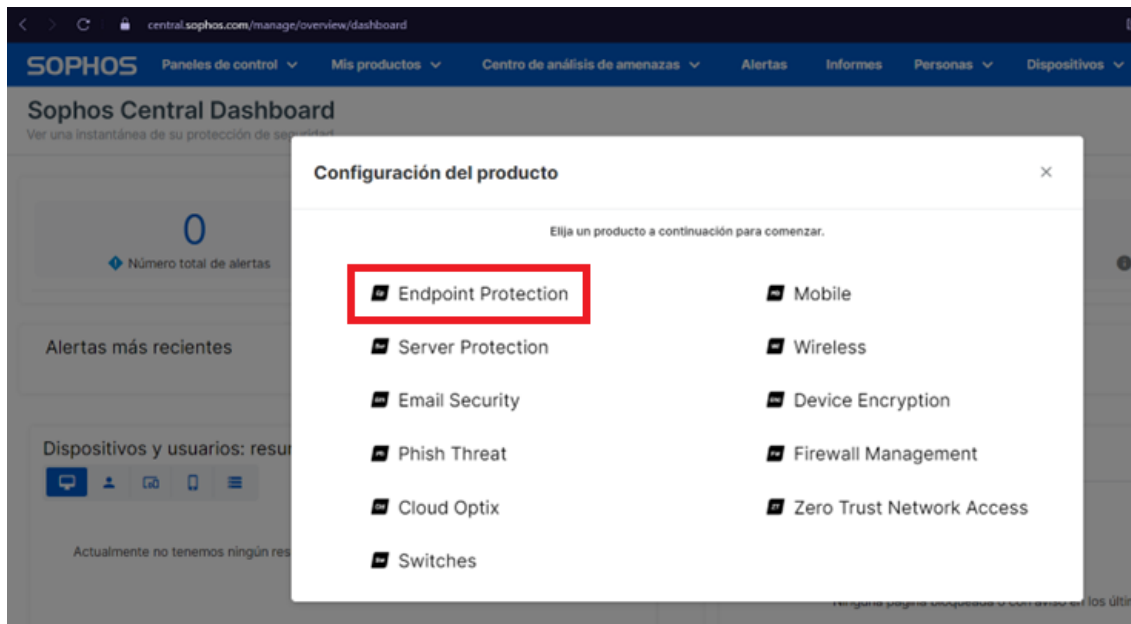 central.sophos.com/manage/overview/dashboard
SOPHOS Paneles de control Mis productos Centro de análisis de amenazas Alertas Informes Personas Dispositivos
Sophos Central Dashboard
Ver una instantánea de su protección de seguridad
Configuración del producto
Elija un producto a continuación para comenzar.
0
Número total de alertas
Endpoint Protection Mobile
Alertas más recientes
Server Protection Wireless
Email Security Device Encryption
Dispositivos y usuarios: resu
Phish Threat Firewall Management
Cloud Optix Zero Trust Network Access
Actualmente no tenemos ningún res
Switches
Ninguna página bloqueada o con aviso en los últi